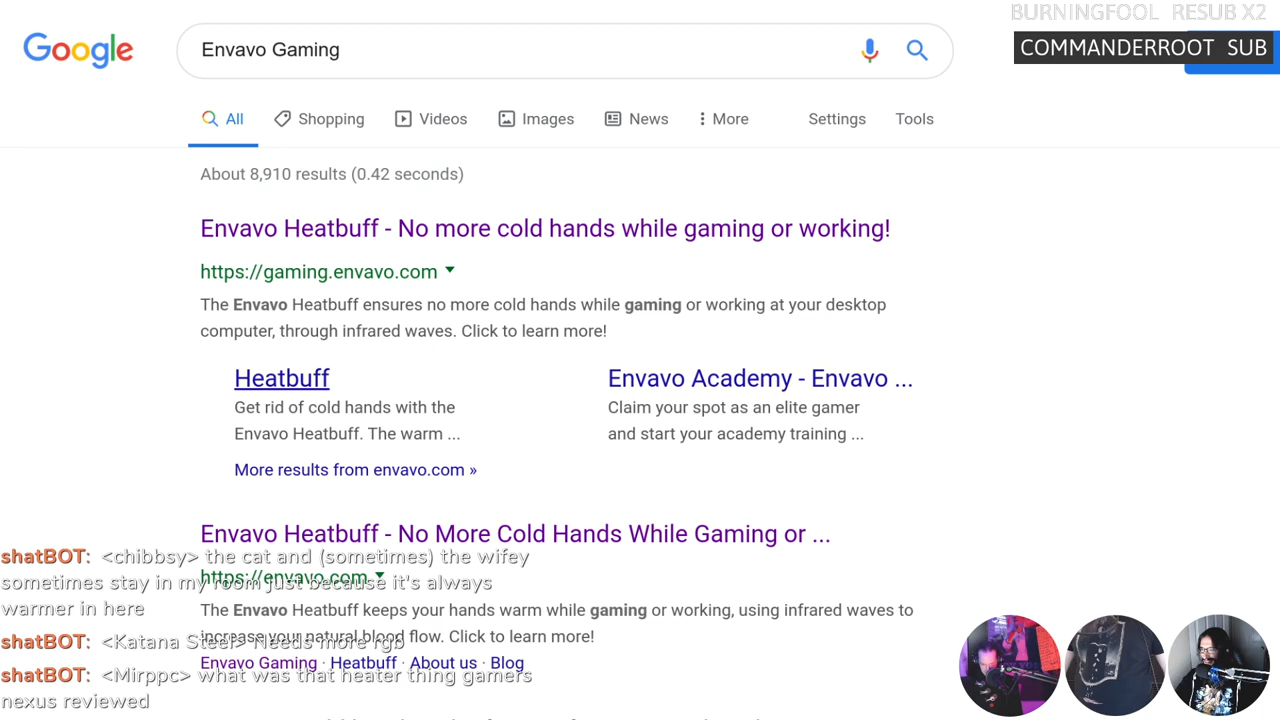 BURNINGFOOL RESUB X2
Google
Envavo Gaming
COMMANDERROOT SUB
All
Shopping
Videos
Images
News
More
Settings
Tools
About 8,910 results (0.42 seconds)
Envavo Heatbuff - No more cold hands while gaming or working!
https://gaming.envavo.com
The Envavo Heatbuff ensures no more cold hands while gaming or working at your desktop
computer, through infrared waves. Click to learn more!
Heatbuff
Get rid of cold hands with the
Envavo Heatbuff. The warm ...
Envavo Academy - Envavo ...
Claim your spot as an elite gamer
and start your academy training ...
More results from envavo.com »
Envavo Heatbuff - No More Cold Hands While Gaming or ...
https://envavo.com
The Envavo Heatbuff keeps your hands warm while gaming or working, using infrared waves to
increase your natural blood flow. Click to learn more!
Envavo Gaming · Heatbuff · About us · Blog
shatBOT: <chibbsy> the cat and (sometimes) the wifey
sometimes stay in my room just because it's always
warmer in here
shatBOT: <Katana Steel> Needs more rgb
shatBOT: <Mirppc> what was that heater thing gamers
nexus reviewed